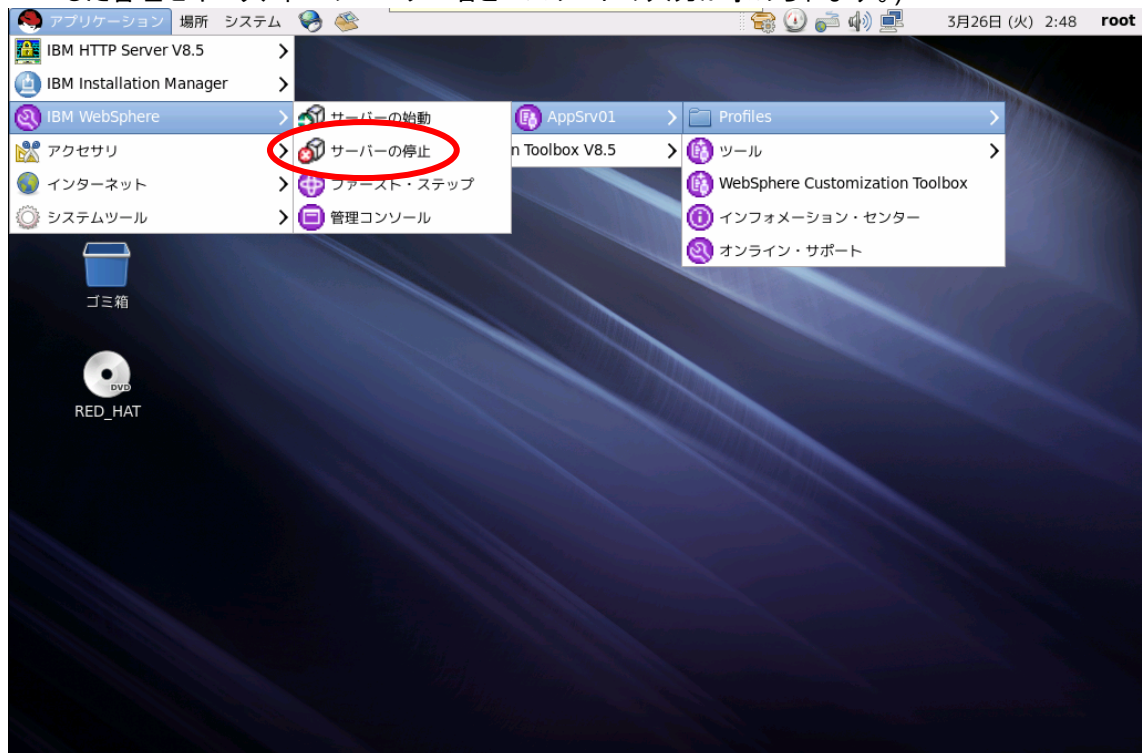 アプリケーション 場所 システム 3月26日 (火) 2:48 root
IBM HTTP Server V8.5
IBM Installation Manager
IBM WebSphere
アクセサリ
インターネット
システムツール
サーバーの始動
サーバーの停止
ファースト・ステップ
管理コンソール
AppSrv01
n Toolbox V8.5
Profiles
ツール
WebSphere Customization Toolbox
インフォメーション・センター
オンライン・サポート
ゴミ箱
DVD
RED_HAT